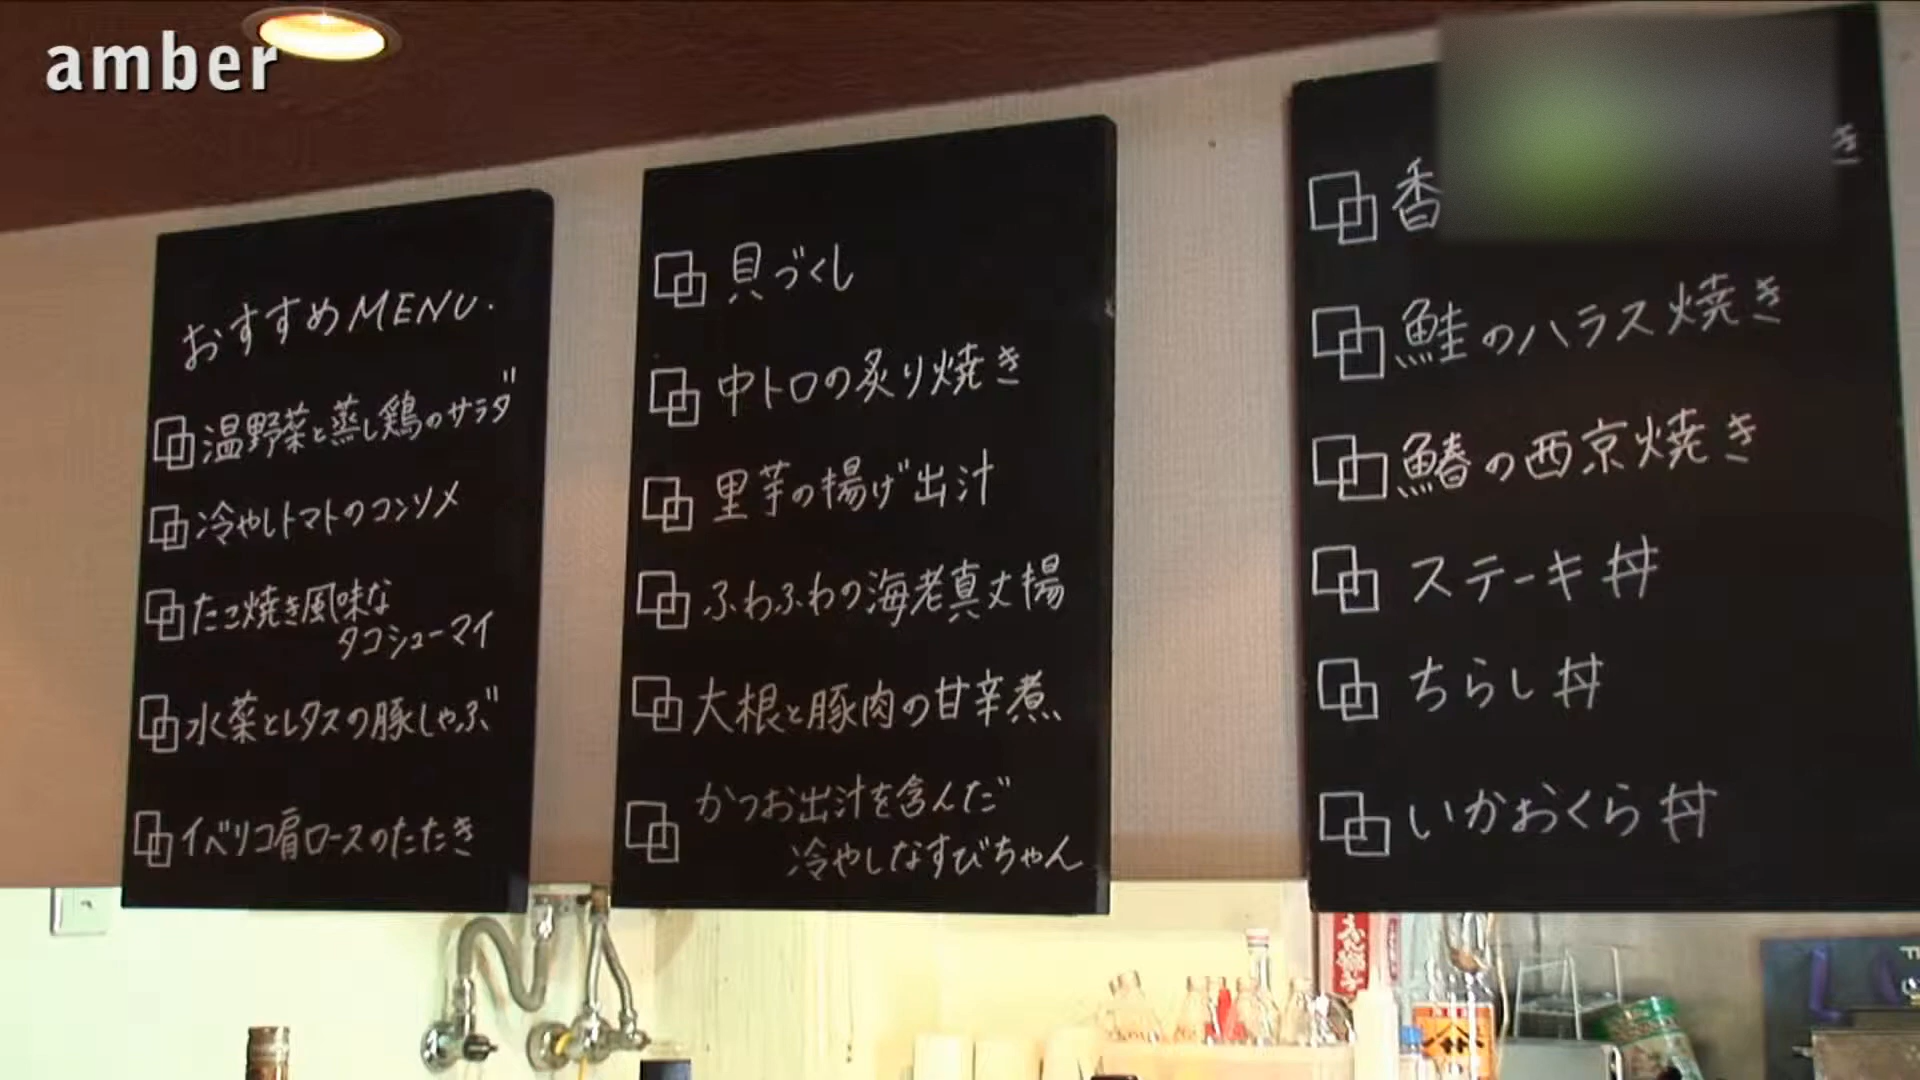 amber
おすすめMENU.
温野菜と蒸し鶏のサラダ
冷やしトマトのコンソメ
たこ焼き風味な
タコシューマイ
水菜とレタスの豚しゃぶ
イベリコ肩ロースのたたき
貝づくし
中トロの炙り焼き
里芋の揚げ出汁
ふわふわの海老真丈揚
大根と豚肉の甘辛煮
かつお出汁を含んだ
冷やしなすびちゃん
香
き
鮭のハラス焼き
鰆の西京焼き
ステーキ丼
ちらし丼
いかおくら丼